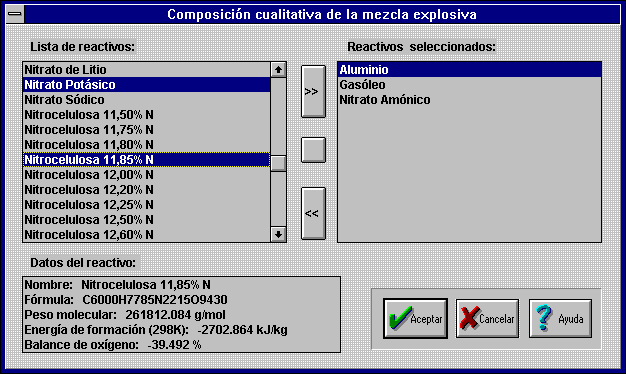 Composición cualitativa de la mezcla explosiva
Lista de reactivos:
Nitrato de Litio
Nitrato Potásico
Nitrato Sódico
Nitrocelulosa 11,50% N
Nitrocelulosa 11,75% N
Nitrocelulosa 11,80% N
Nitrocelulosa 11,85% N
Nitrocelulosa 12,00% N
Nitrocelulosa 12,20% N
Nitrocelulosa 12,25% N
Nitrocelulosa 12,50% N
Nitrocelulosa 12,60% N
>>
<<
Reactivos seleccionados:
Aluminio
Gasóleo
Nitrato Amónico
Datos del reactivo:
Nombre: Nitrocelulosa 11,85% N
Fórmula: C6000H7785N2215O9430
Peso molecular: 261812.084 g/mol
Energía de formación (298K): -2702.864 kJ/kg
Balance de oxígeno: -39.492 %
Aceptar
Cancelar
? Ayuda